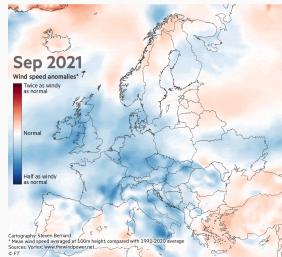 Sep 2021
Wind speed anomalies*
Twice as windy
as normal
Normal
Half as windy
as normal
Cartography: Steven Bernard
* Mean wind speed averaged at 100m height, compared with 1991-2020 average
Sources: Vortex; www.thewindpower.net
© FT